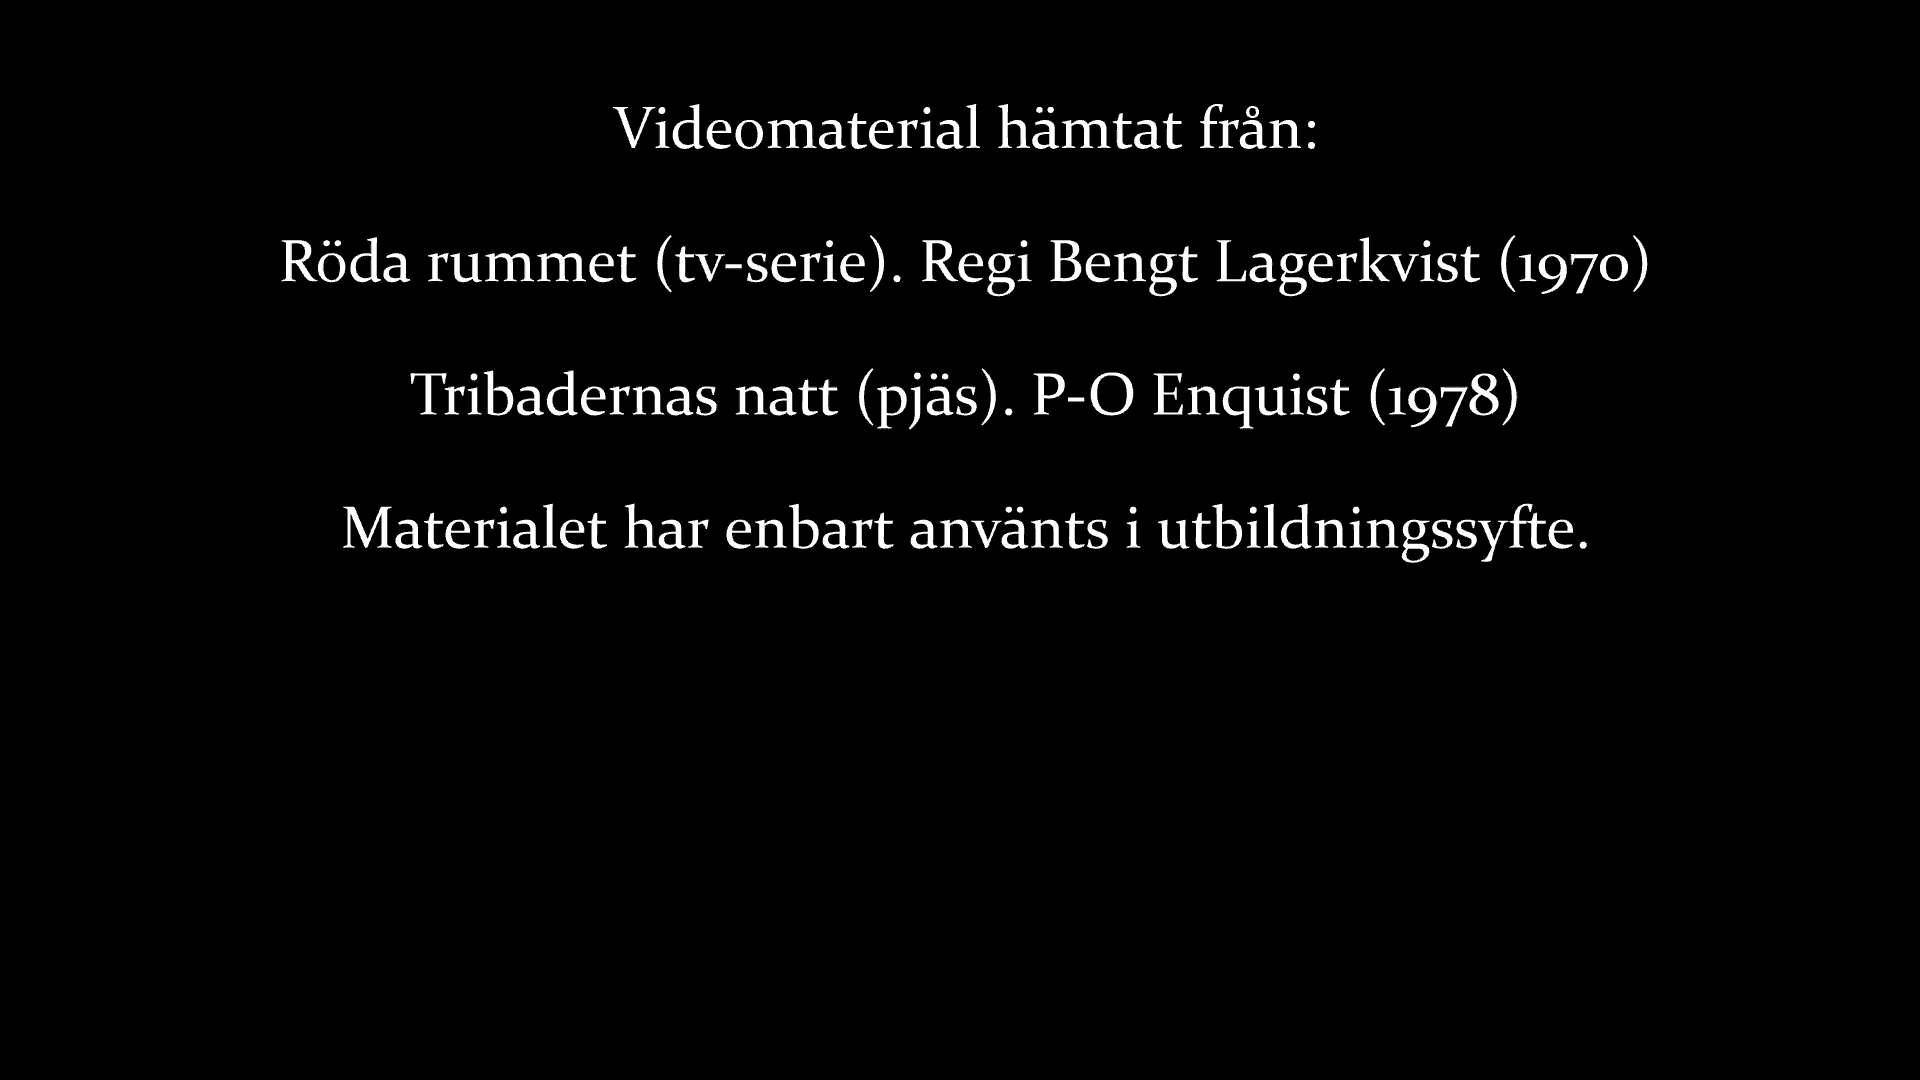 Videomaterial hämtat från:
Röda rummet (tv-serie). Regi Bengt Lagerkvist (1970)
Tribadernas natt (pjäs). P-O Enquist (1978)
Materialet har enbart använts i utbildningssyfte.